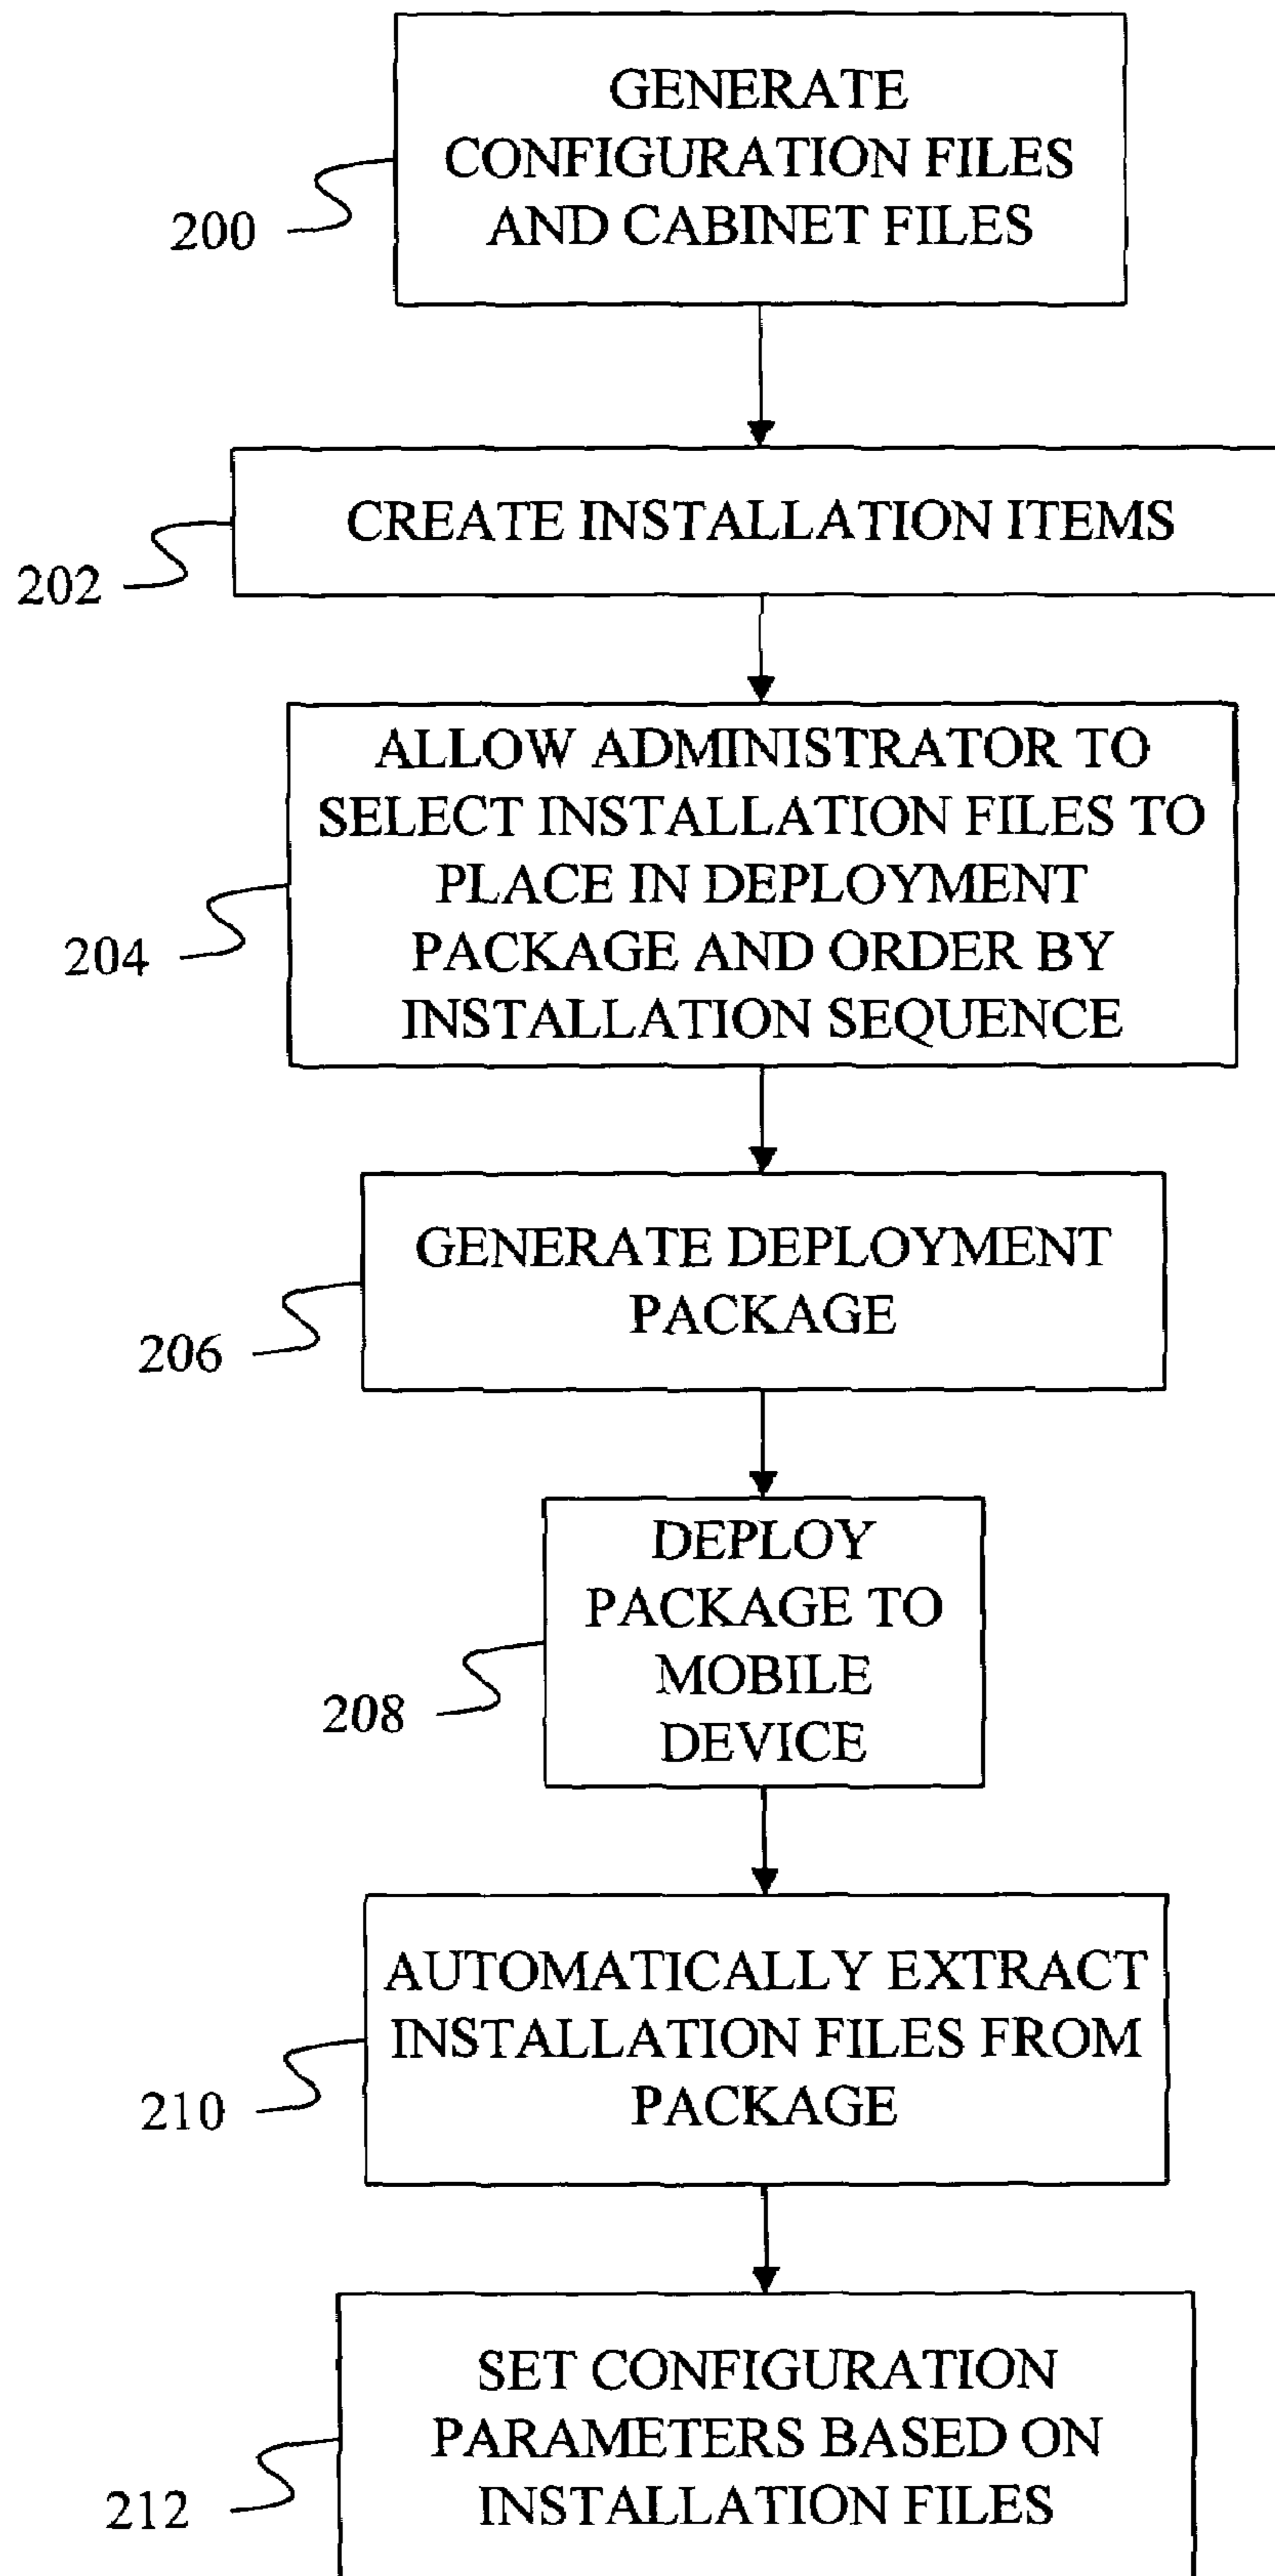 GENERATE
CONFIGURATION FILES
AND CABINET FILES
200
CREATE INSTALLATION ITEMS
202
ALLOW ADMINISTRATOR TO
SELECT INSTALLATION FILES TO
PLACE IN DEPLOYMENT
PACKAGE AND ORDER BY
INSTALLATION SEQUENCE
204
GENERATE DEPLOYMENT
PACKAGE
206
DEPLOY
PACKAGE TO
MOBILE
DEVICE
208
AUTOMATICALLY EXTRACT
INSTALLATION FILES FROM
PACKAGE
210
SET CONFIGURATION
PARAMETERS BASED ON
INSTALLATION FILES
212